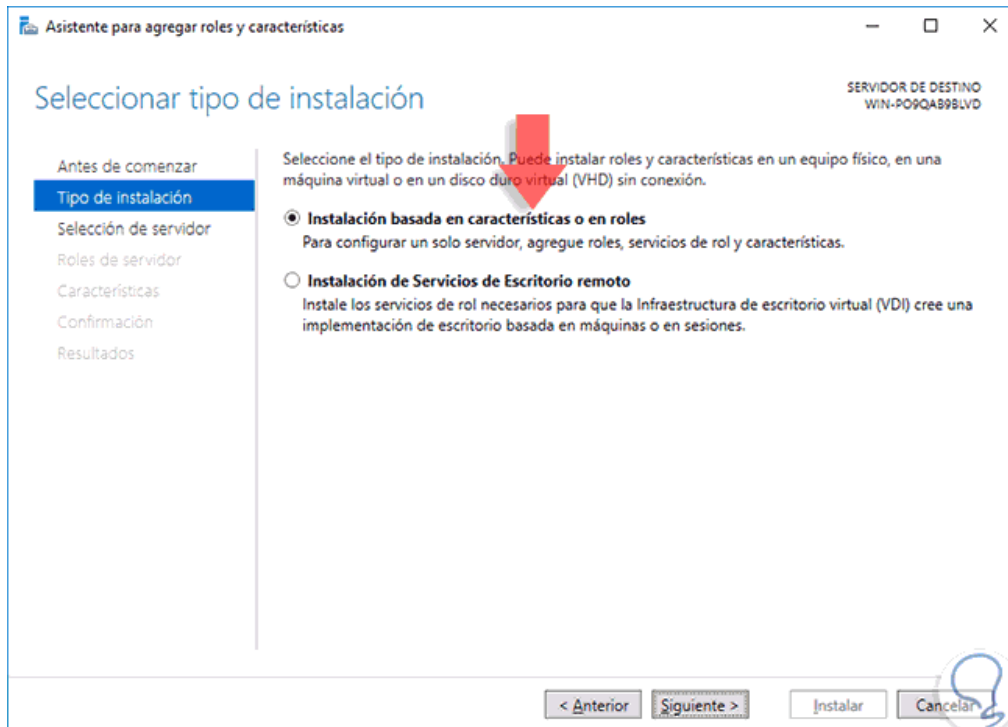 Asistente para agregar roles y características
Seleccionar tipo de instalación
SERVIDOR DE DESTINO
WIN-PO9QAB9BLVD
Antes de comenzar
Tipo de instalación
Selección de servidor
Roles de servidor
Características
Confirmación
Resultados
Seleccione el tipo de instalación. Puede instalar roles y características en un equipo físico, en una
máquina virtual o en un disco duro virtual (VHD) sin conexión.
Instalación basada en características o en roles
Para configurar un solo servidor, agregue roles, servicios de rol y características.
Instalación de Servicios de Escritorio remoto
Instale los servicios de rol necesarios para que la Infraestructura de escritorio virtual (VDI) cree una
implementación de escritorio basada en máquinas o en sesiones.
< Anterior
Siguiente >
Instalar
Cancelar